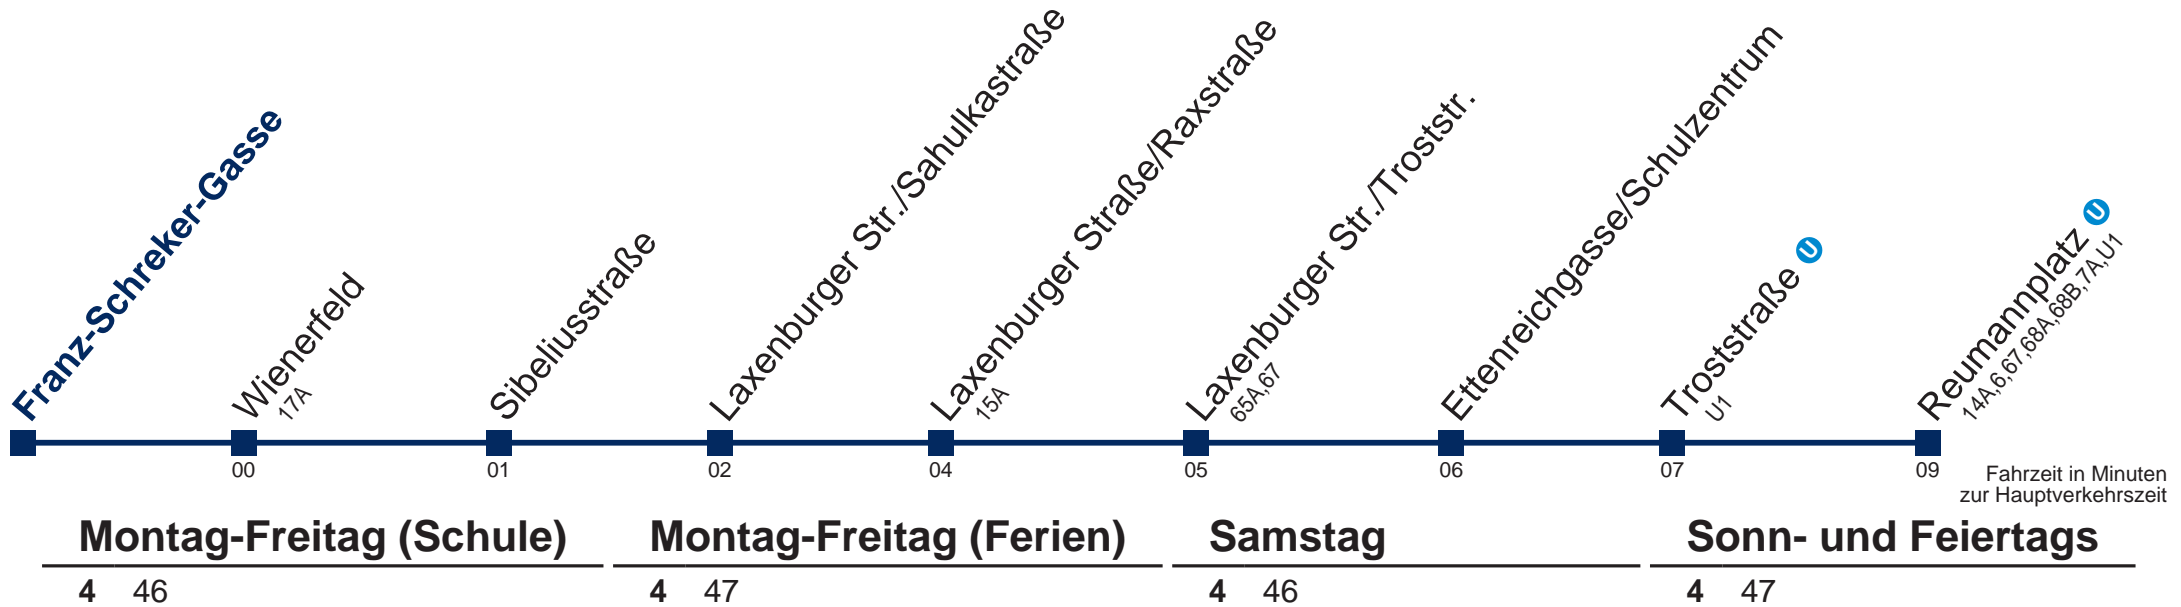 Franz-Schreker-Gasse
Wienerfeld
17A
Sibeliusstraße
Laxenburger Str./Sahulkastraße
Laxenburger Straße/Raxstraße
15A
Laxenburger Str./Troststr.
65A,67
Ettenreichgasse/Schulzentrum
Troststraße U
U1
Reumannplatz U
14A,6,67,68A,68B,7A,U1
00 01 02 04 05 06 07 09
Fahrzeit in Minuten
zur Hauptverkehrszeit
Montag-Freitag (Schule) Montag-Freitag (Ferien) Samstag Sonn- und Feiertags
4 46 4 47 4 46 4 47